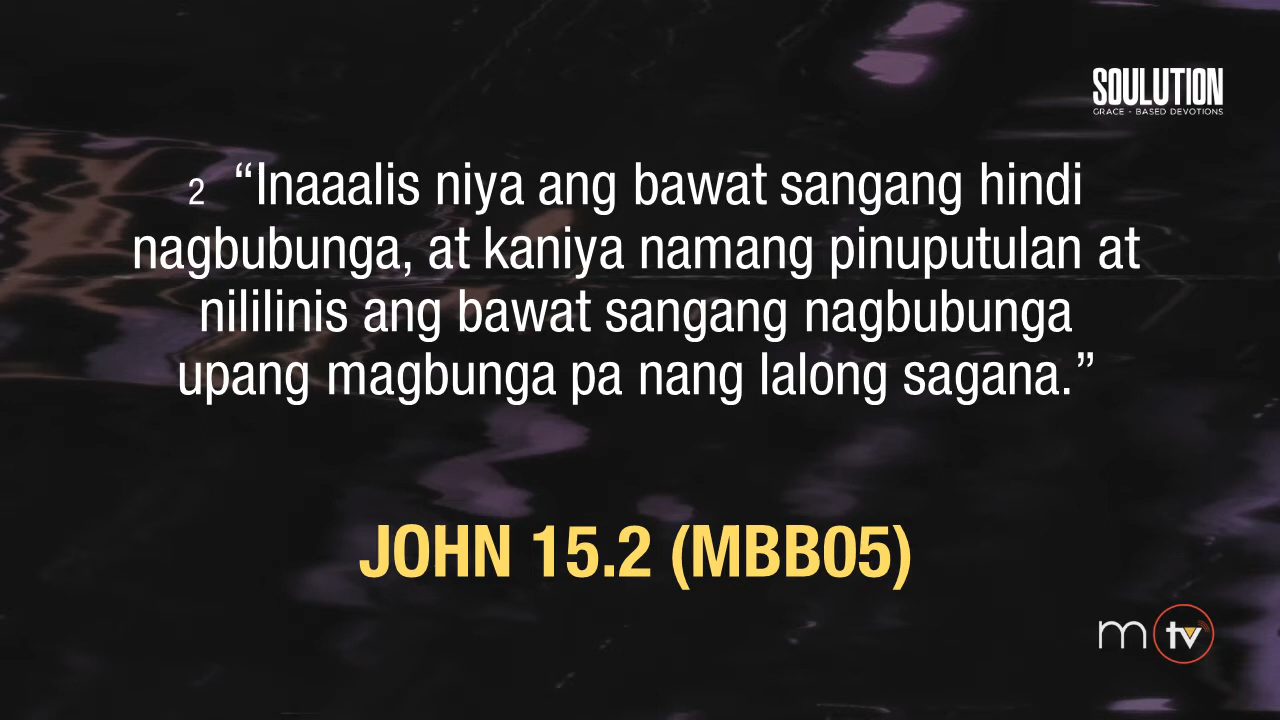 SOULUTION
GRACE - BASED DEVOTIONS
2 “Inaaalis niya ang bawat sangang hindi
nagbubunga, at kaniya namang pinuputulan at
nililinis ang bawat sangang nagbubunga
upang magbunga pa nang lalong sagana.”
JOHN 15.2 (MBB05)
m tv